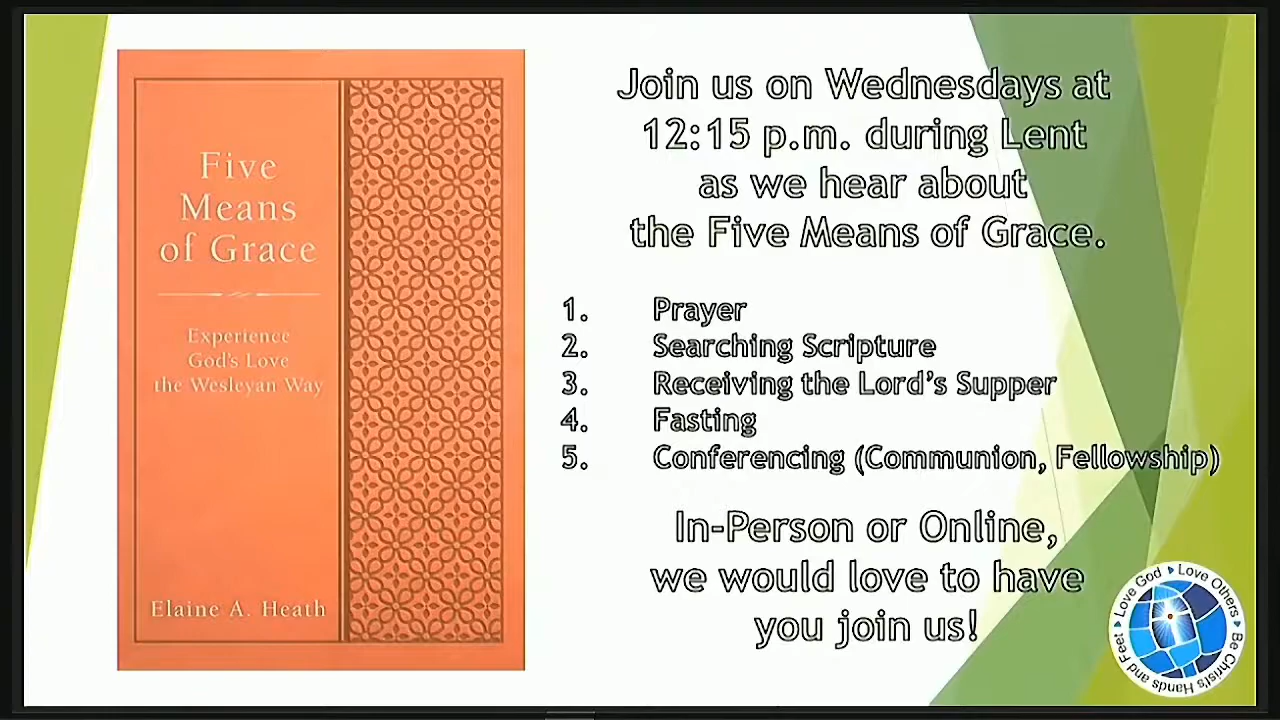 Five
Means
of Grace
Experience
God's Love
the Wesleyan Way
Elaine A. Heath
Join us on Wednesdays at
12:15 p.m. during Lent
as we hear about
the Five Means of Grace.
1. Prayer
2. Searching Scripture
3. Receiving the Lord's Supper
4. Fasting
5. Conferencing (Communion, Fellowship)
In-Person or Online,
we would love to have
you join us!
Love God Love Others Be Christ's Hands and Feet